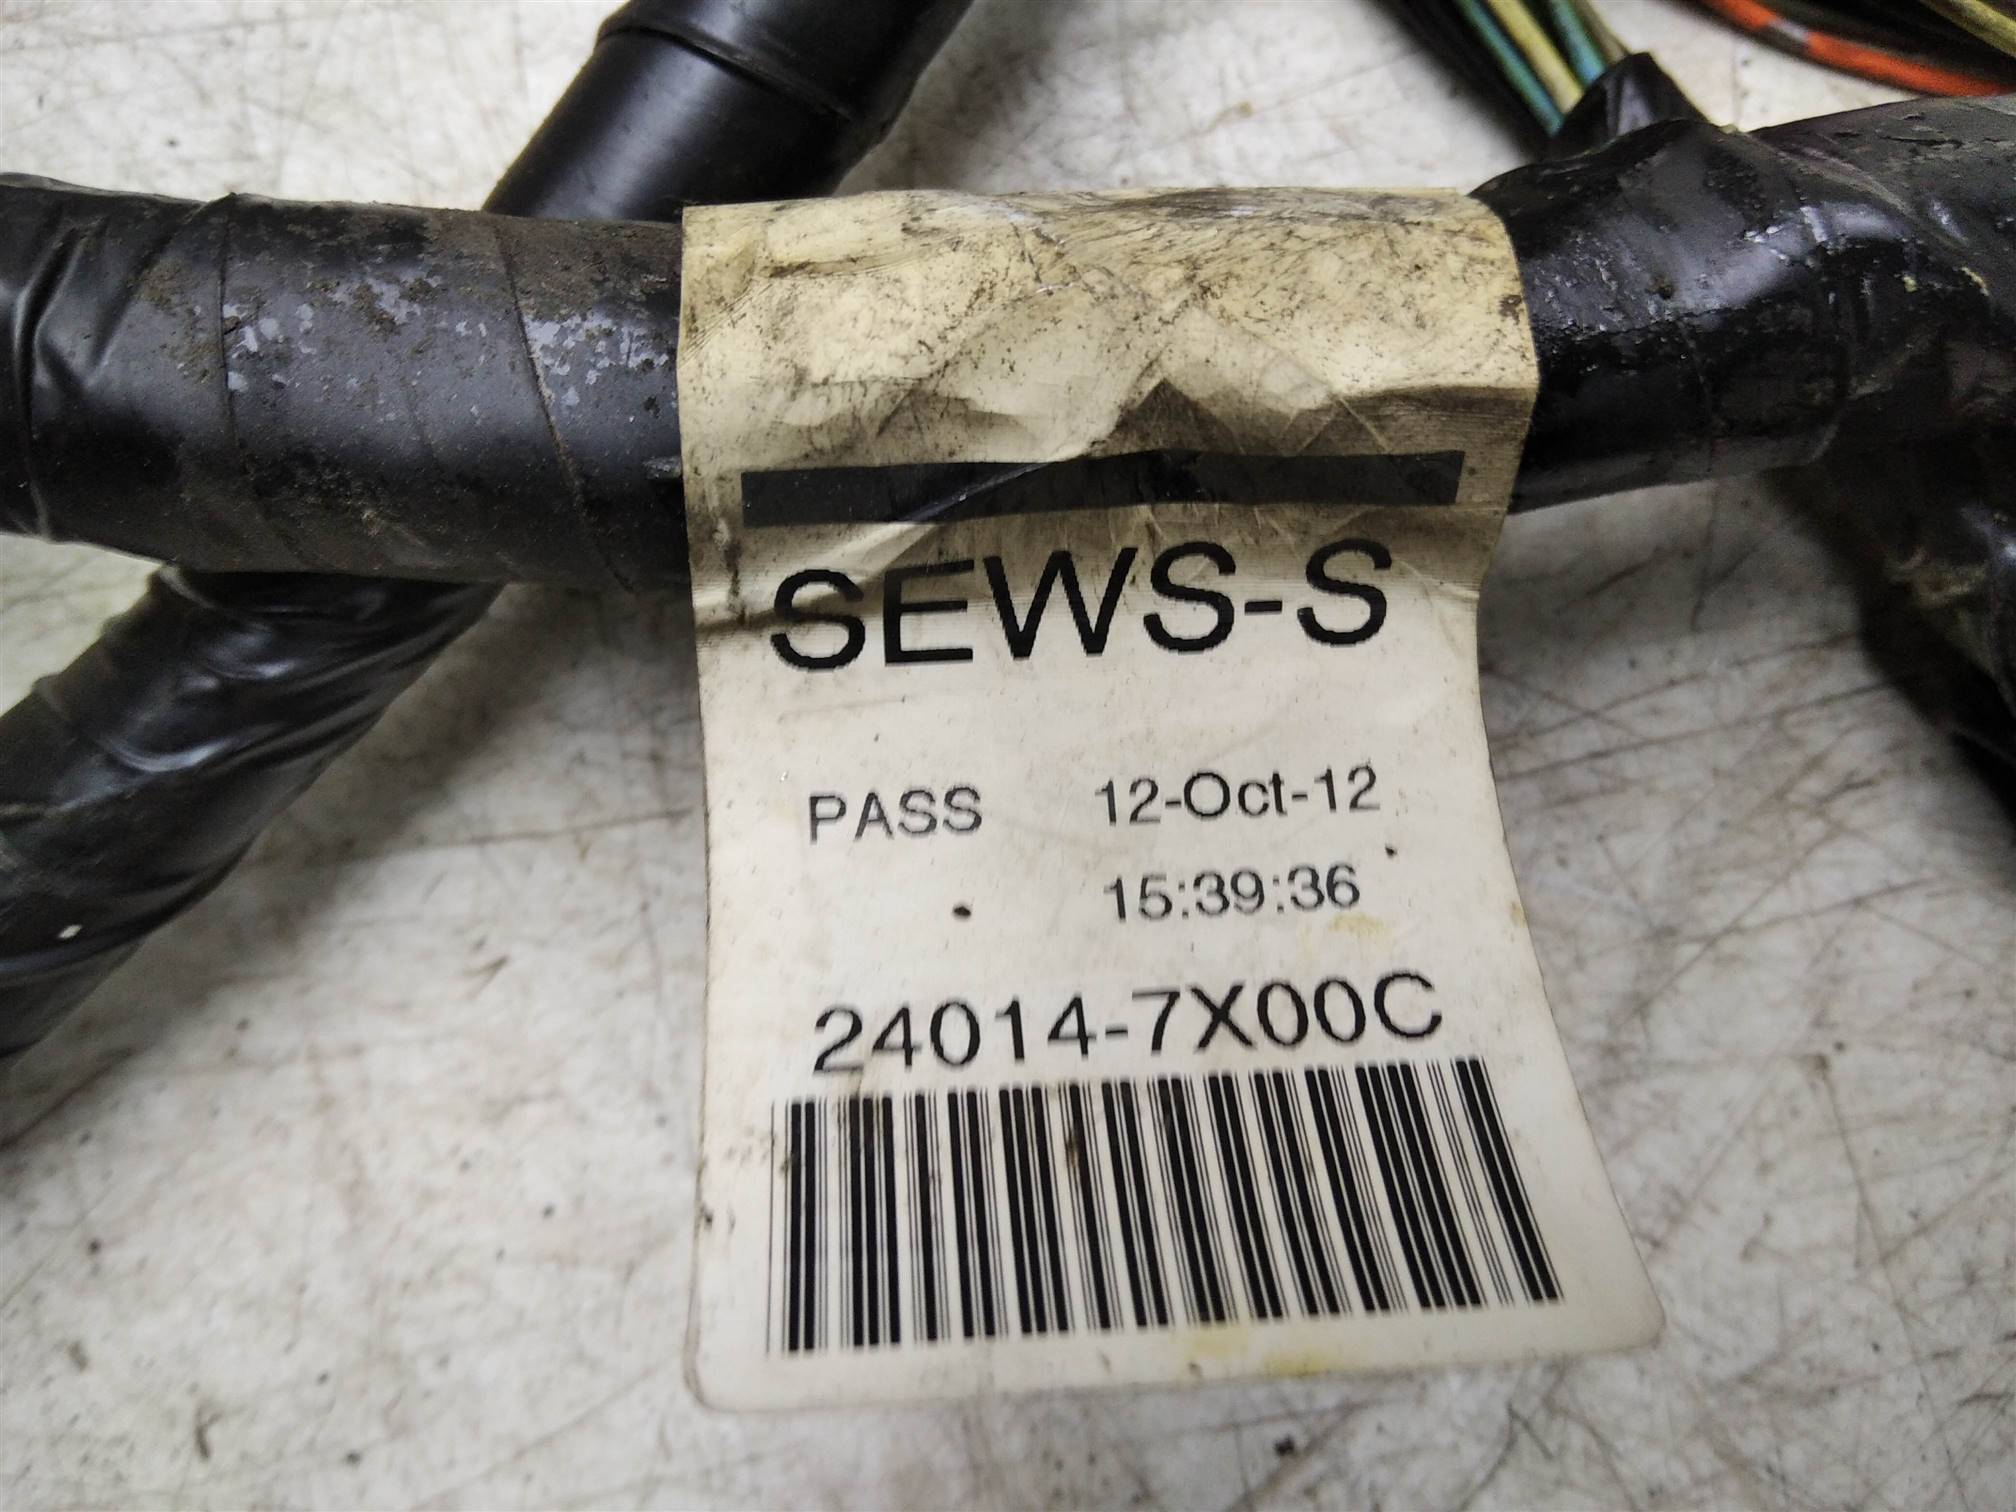 SEWS-S
PASS 12-Oct-12
15:39:36
24014-7X00C